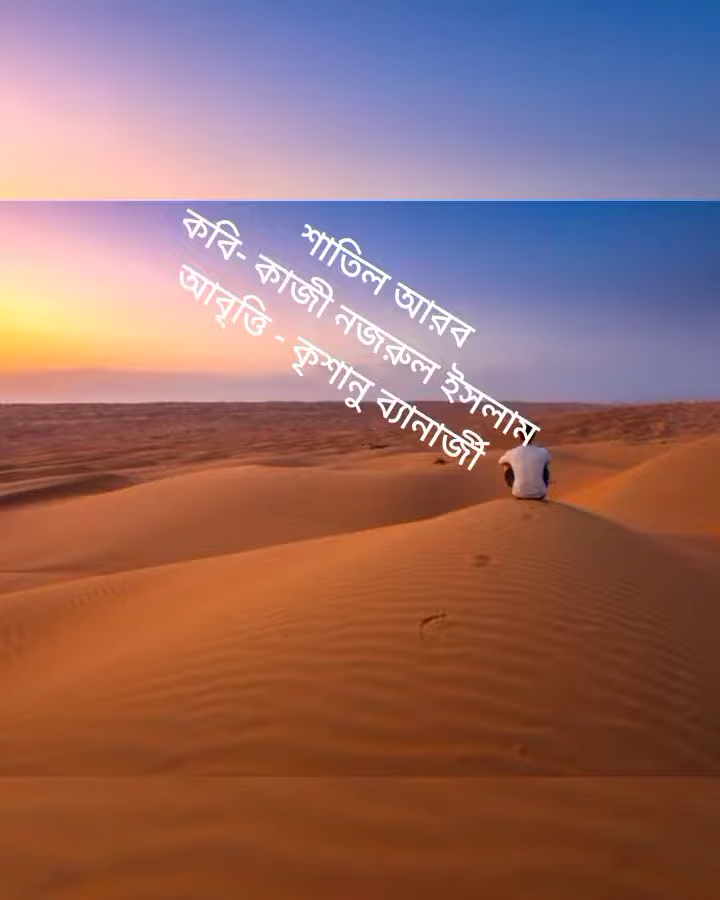 শাতিল আরব
কবি- কাজী নজরুল ইসলাম
আবৃত্তি - কৃশানু ব্যানার্জী